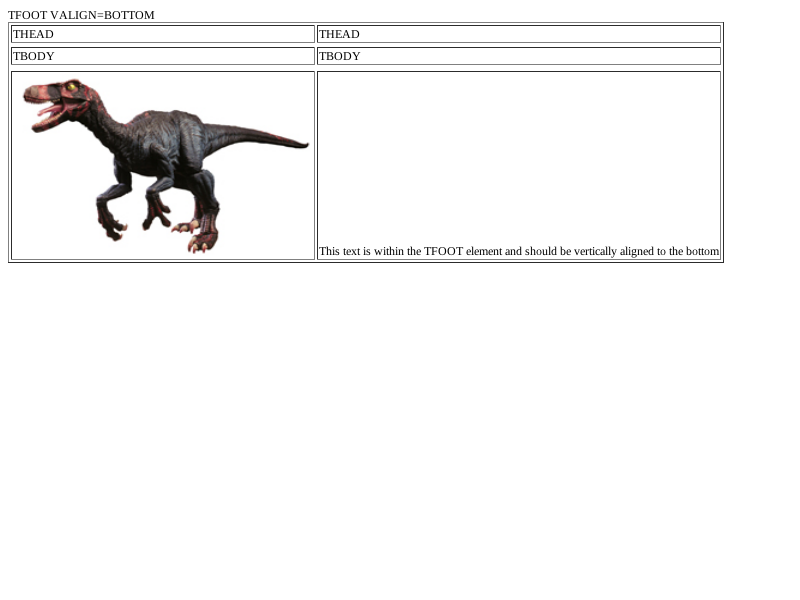 TFOOT VALIGN=BOTTOM
THEAD THEAD
TBODY TBODY
This text is within the TFOOT element and should be vertically aligned to the bottom